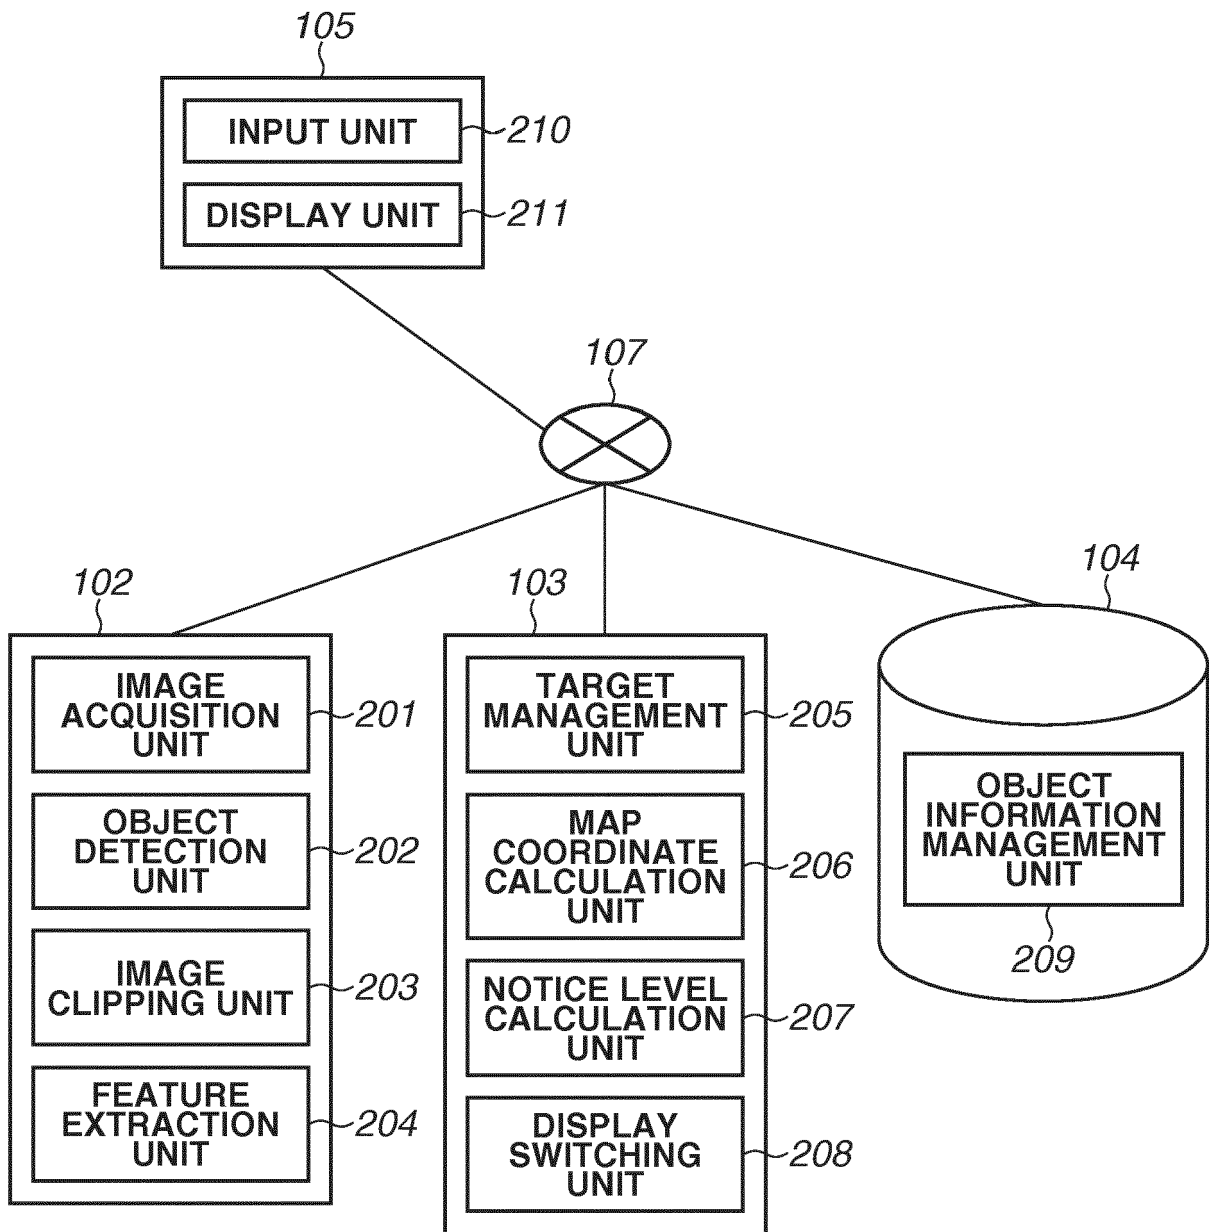 105
INPUT UNIT
210
DISPLAY UNIT
211
107
102
IMAGE
ACQUISITION
UNIT
201
OBJECT
DETECTION
UNIT
202
IMAGE
CLIPPING UNIT
203
FEATURE
EXTRACTION
UNIT
204
103
TARGET
MANAGEMENT
UNIT
205
MAP
COORDINATE
CALCULATION
UNIT
206
NOTICE LEVEL
CALCULATION
UNIT
207
DISPLAY
SWITCHING
UNIT
208
104
OBJECT
INFORMATION
MANAGEMENT
UNIT
209